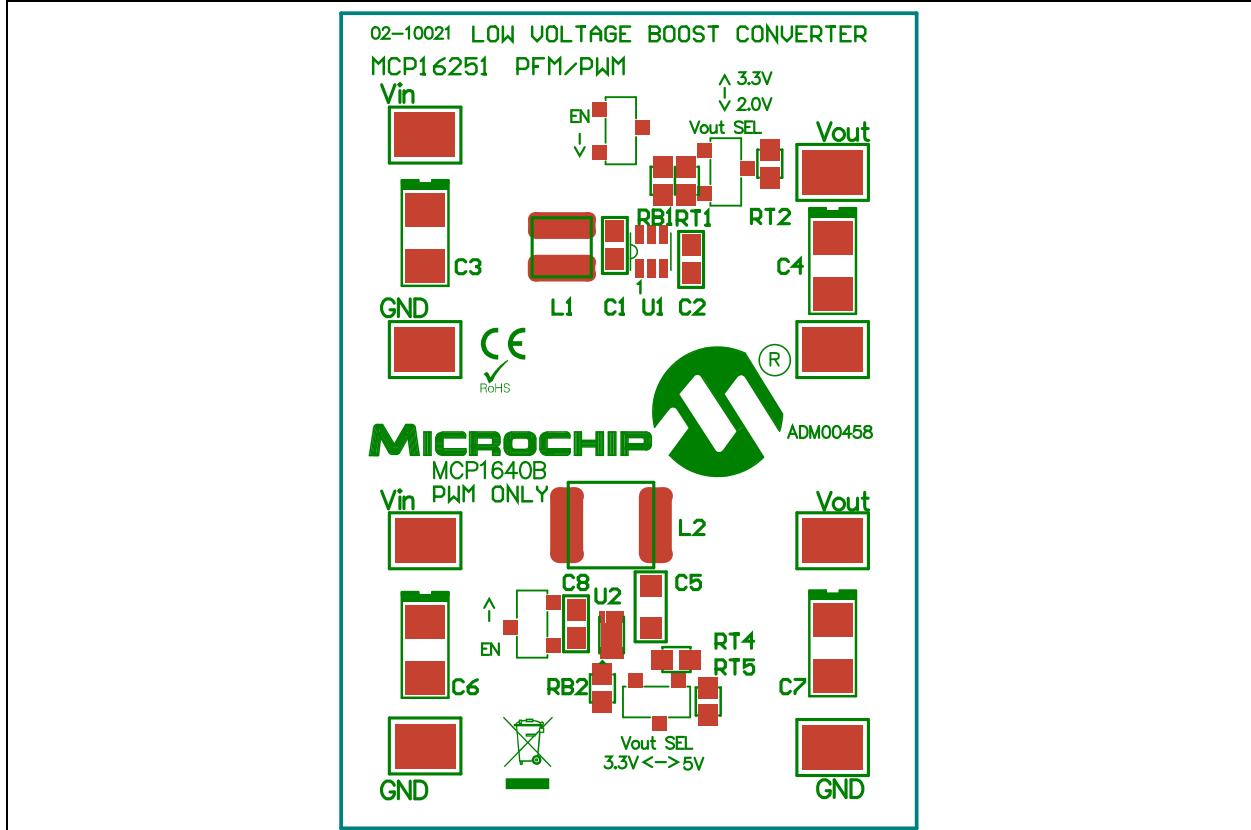 02-10021 LOW VOLTAGE BOOST CONVERTER
MCP16251 PFM/PWM
Vin
3.3V
2.0V
EN
Vout SEL
Vout
RB1 RT1 RT2
C3
C4
GND
L1 C1 1 U1 C2
CE
RoHS
R
MICROCHIP
ADM00458
MCP1640B
PWM ONLY
Vin
Vout
L2
C8
C5
U2
EN
RT4
RT5
C6
RB2
C7
Vout SEL
3.3V<->5V
GND
GND